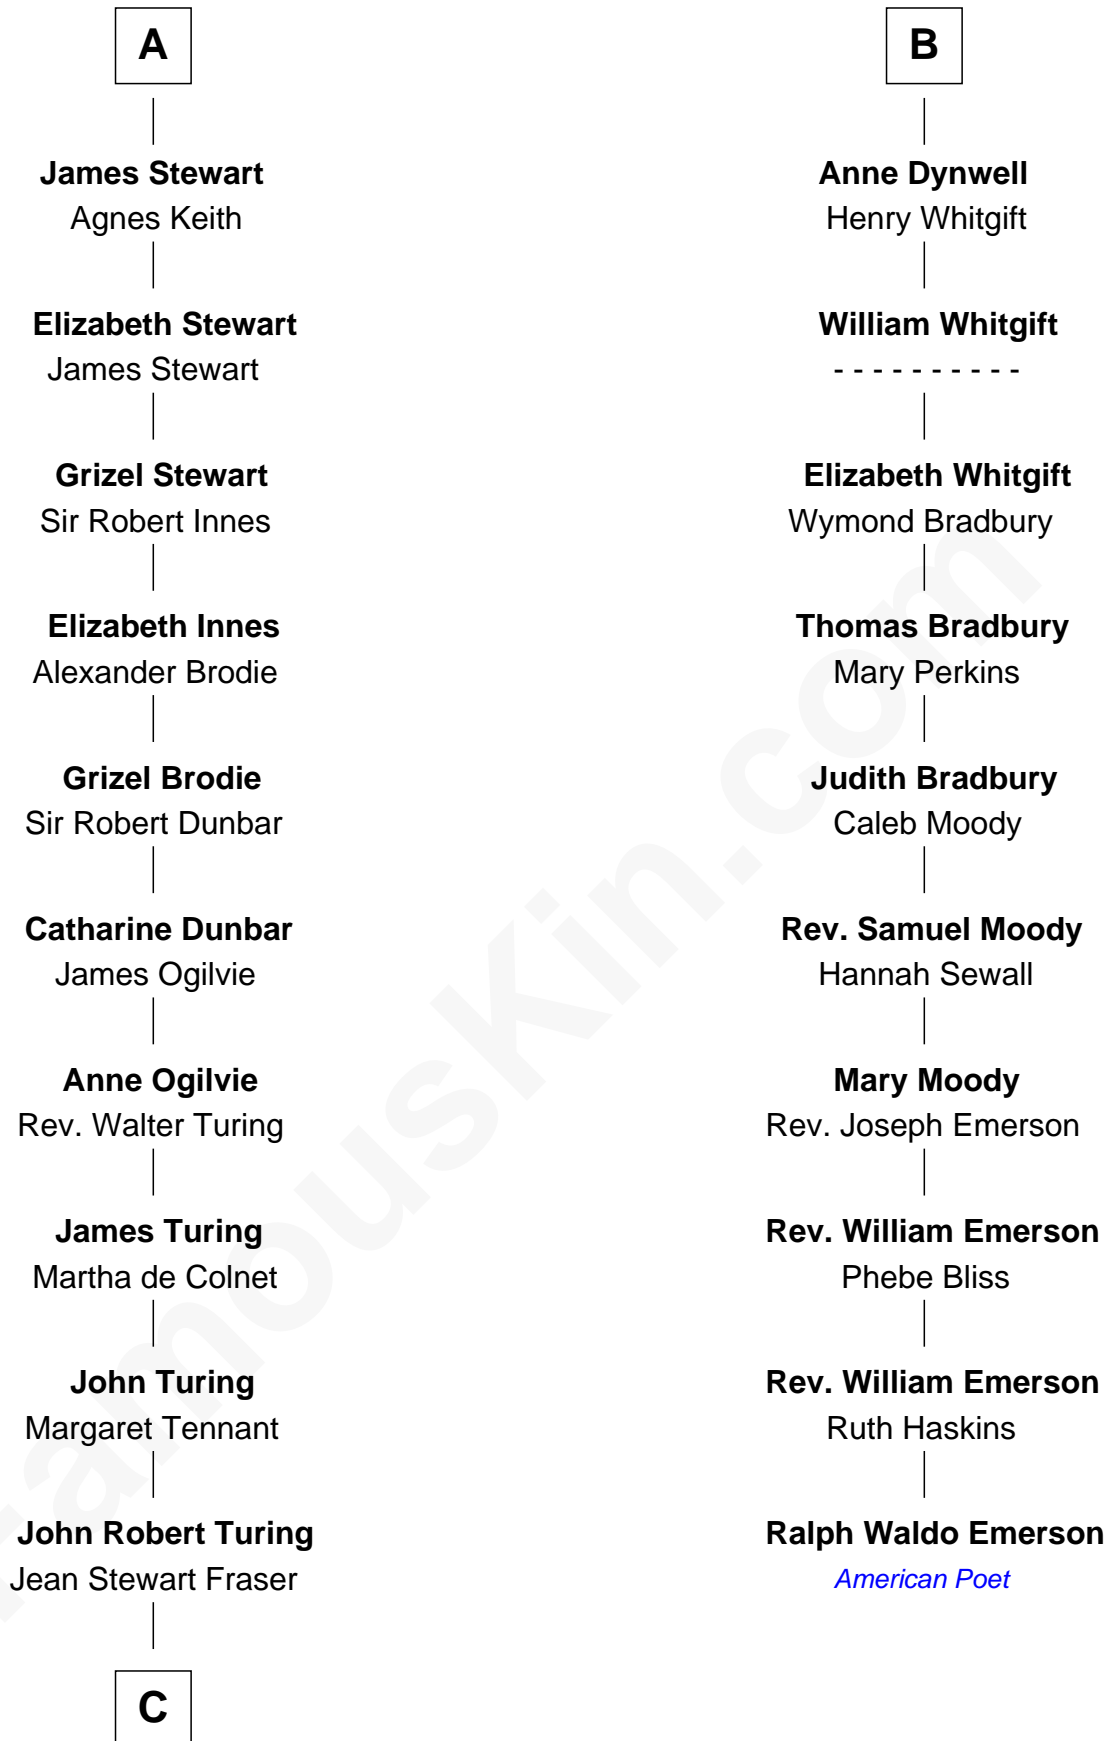 A
James Stewart
Agnes Keith
Elizabeth Stewart
James Stewart
Grizel Stewart
Sir Robert Innes
Elizabeth Innes
Alexander Brodie
Grizel Brodie
Sir Robert Dunbar
Catharine Dunbar
James Ogilvie
Anne Ogilvie
Rev. Walter Turing
James Turing
Martha de Colnet
John Turing
Margaret Tennant
John Robert Turing
Jean Stewart Fraser
C
B
Anne Dynwell
Henry Whitgift
William Whitgift
- - - - - - - - - -
Elizabeth Whitgift
Wymond Bradbury
Thomas Bradbury
Mary Perkins
Judith Bradbury
Caleb Moody
Rev. Samuel Moody
Hannah Sewall
Mary Moody
Rev. Joseph Emerson
Rev. William Emerson
Phebe Bliss
Rev. William Emerson
Ruth Haskins
Ralph Waldo Emerson
American Poet
FamousKin.com